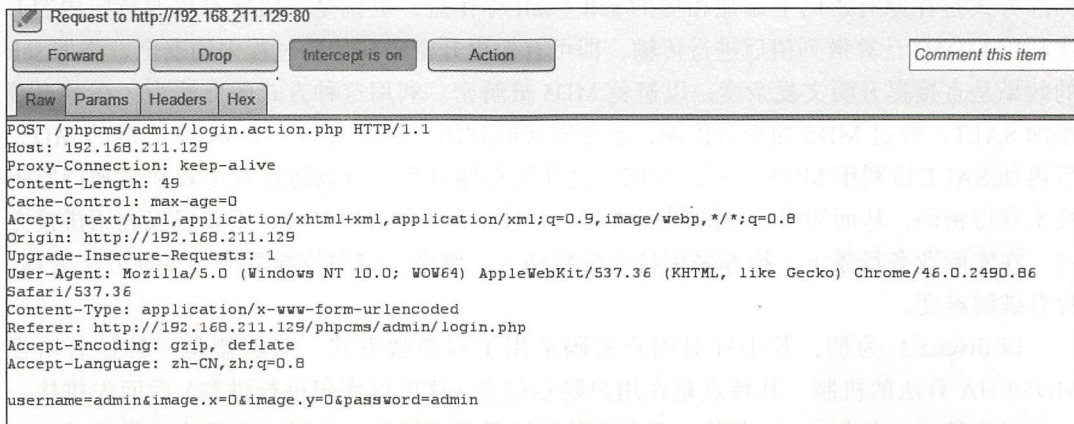 Request to http://192.168.211.129:80
Forward Drop Intercept is on Action Comment this item
Raw Params Headers Hex
POST /phpcms/admin/login.action.php HTTP/1.1
Host: 192.168.211.129
Proxy-Connection: keep-alive
Content-Length: 49
Cache-Control: max-age=0
Accept: text/html,application/xhtml+xml,application/xml;q=0.9,image/webp,*/*;q=0.8
Origin: http://192.168.211.129
Upgrade-Insecure-Requests: 1
User-Agent: Mozilla/5.0 (Windows NT 10.0; WOW64) AppleWebKit/537.36 (KHTML, like Gecko) Chrome/46.0.2490.86
Safari/537.36
Content-Type: application/x-www-form-urlencoded
Referer: http://192.168.211.129/phpcms/admin/login.php
Accept-Encoding: gzip, deflate
Accept-Language: zh-CN,zh;q=0.8
username=admin&image.x=0&image.y=0&password=admin